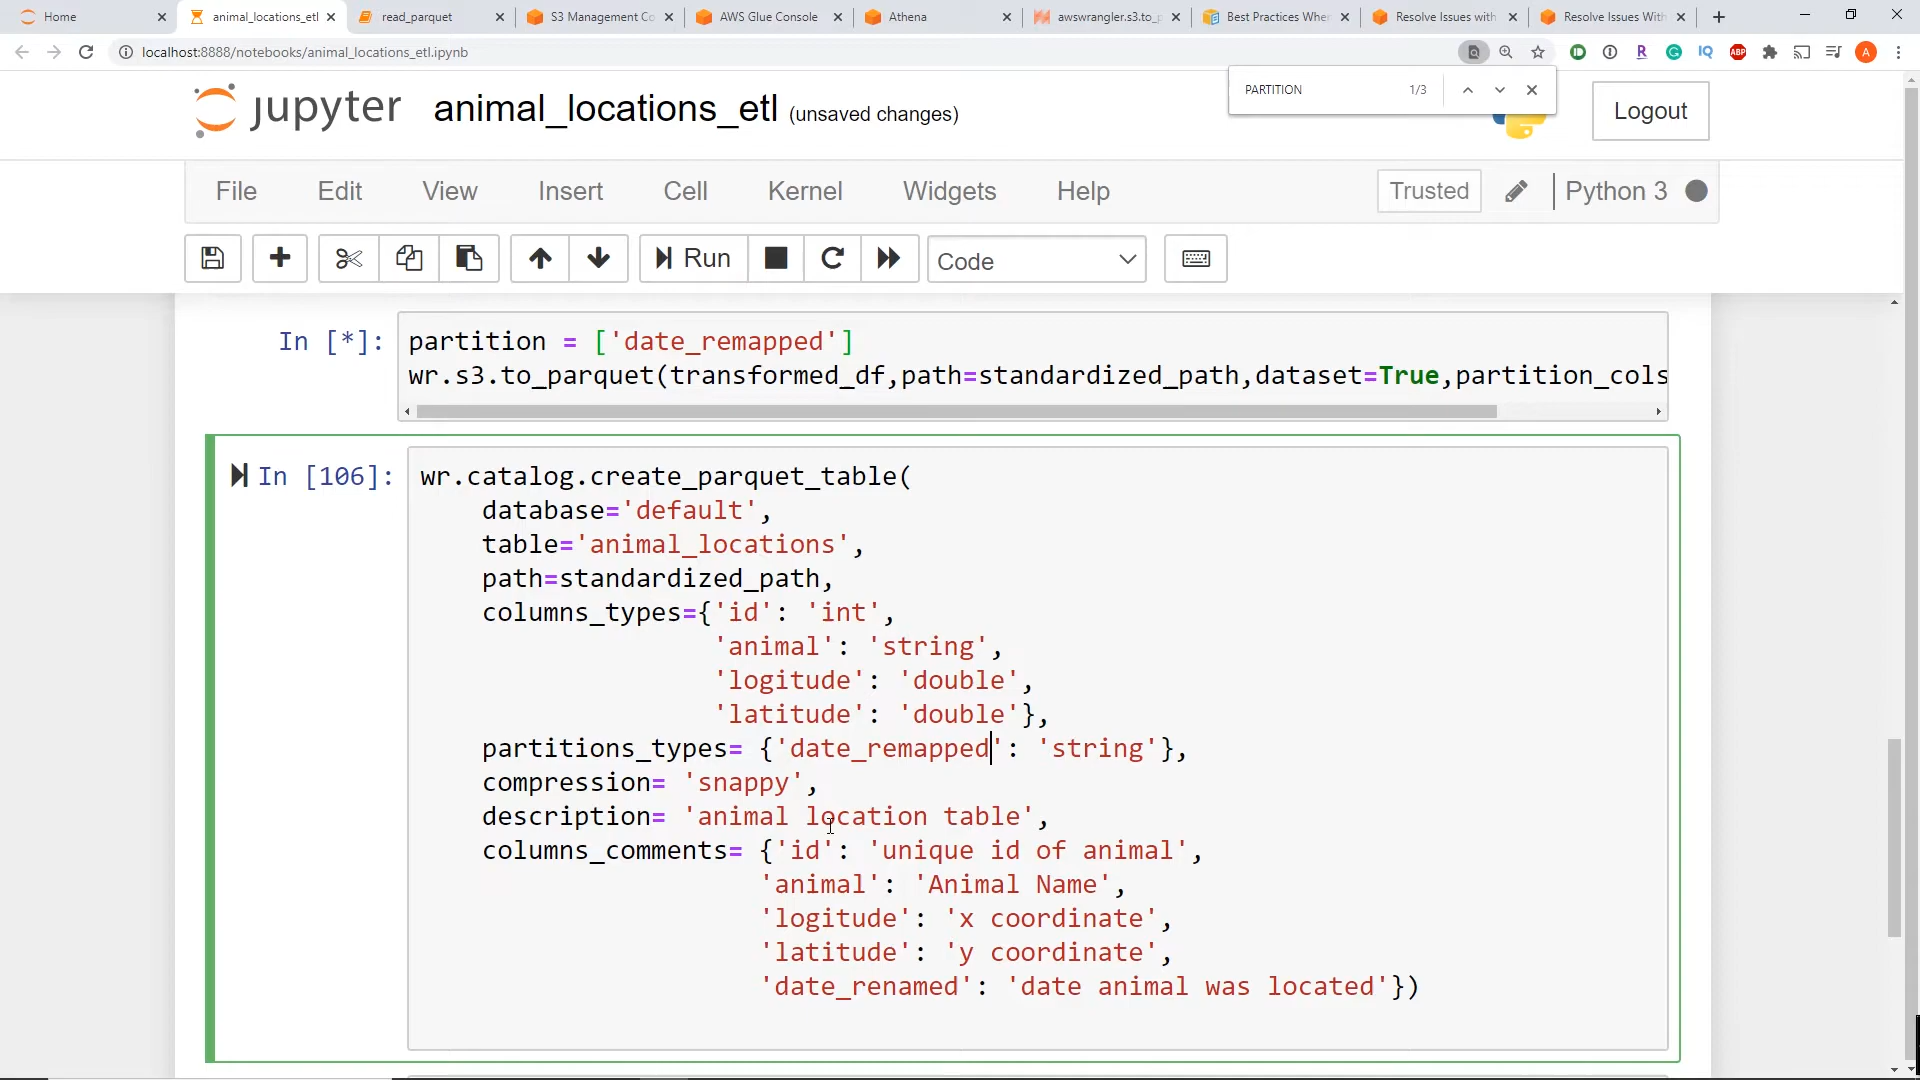 Home
animal_locations_etl
read_parquet
S3 Management Co
AWS Glue Console
Athena
awswrangler.s3.to_p
Best Practices When
Resolve Issues with
Resolve Issues With
localhost:8888/notebooks/animal_locations_etl.ipynb
R
IQ
ABP
A
PARTITION 1/3
jupyter animal_locations_etl (unsaved changes)
Logout
File Edit View Insert Cell Kernel Widgets Help
Trusted
Python 3
Run
Code
In [*]:
partition = ['date_remapped']
wr.s3.to_parquet(transformed_df,path=standardized_path,dataset=True,partition_cols
In [106]:
wr.catalog.create_parquet_table(
database='default',
table='animal_locations',
path=standardized_path,
columns_types={'id': 'int',
'animal': 'string',
'logitude': 'double',
'latitude': 'double'},
partitions_types= {'date_remapped': 'string'},
compression= 'snappy',
description= 'animal location table',
columns_comments= {'id': 'unique id of animal',
'animal': 'Animal Name',
'logitude': 'x coordinate',
'latitude': 'y coordinate',
'date_renamed': 'date animal was located'})